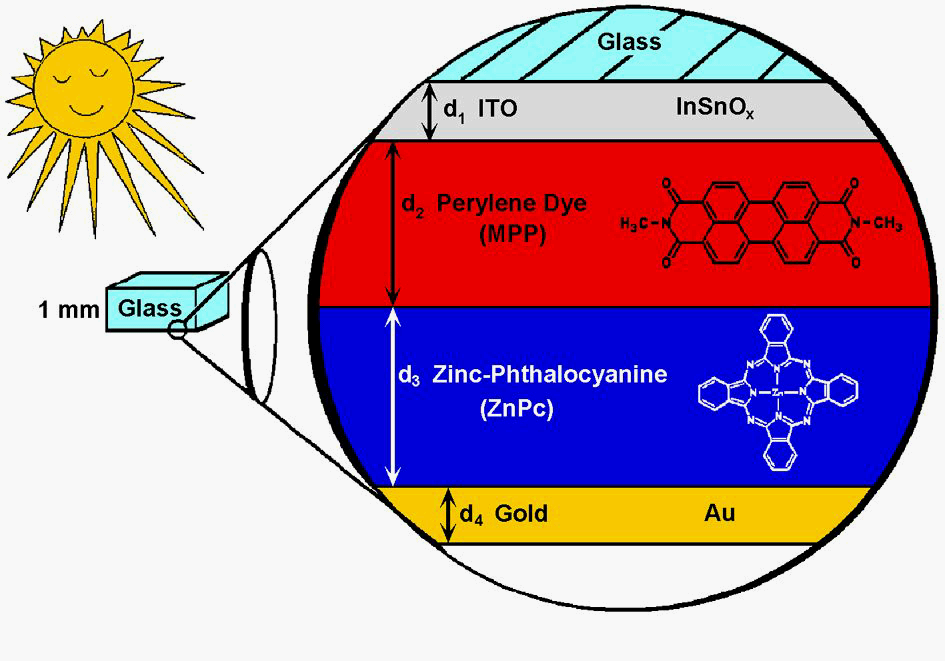 Glass
d₁ ITO InSnOₓ
d₂ Perylene Dye
(MPP)
O O
H₃C N N CH₃
O O
1 mm Glass
d₃ Zinc-Phthalocyanine
(ZnPc)
N N N
N Zn N
N N N
d₄ Gold Au